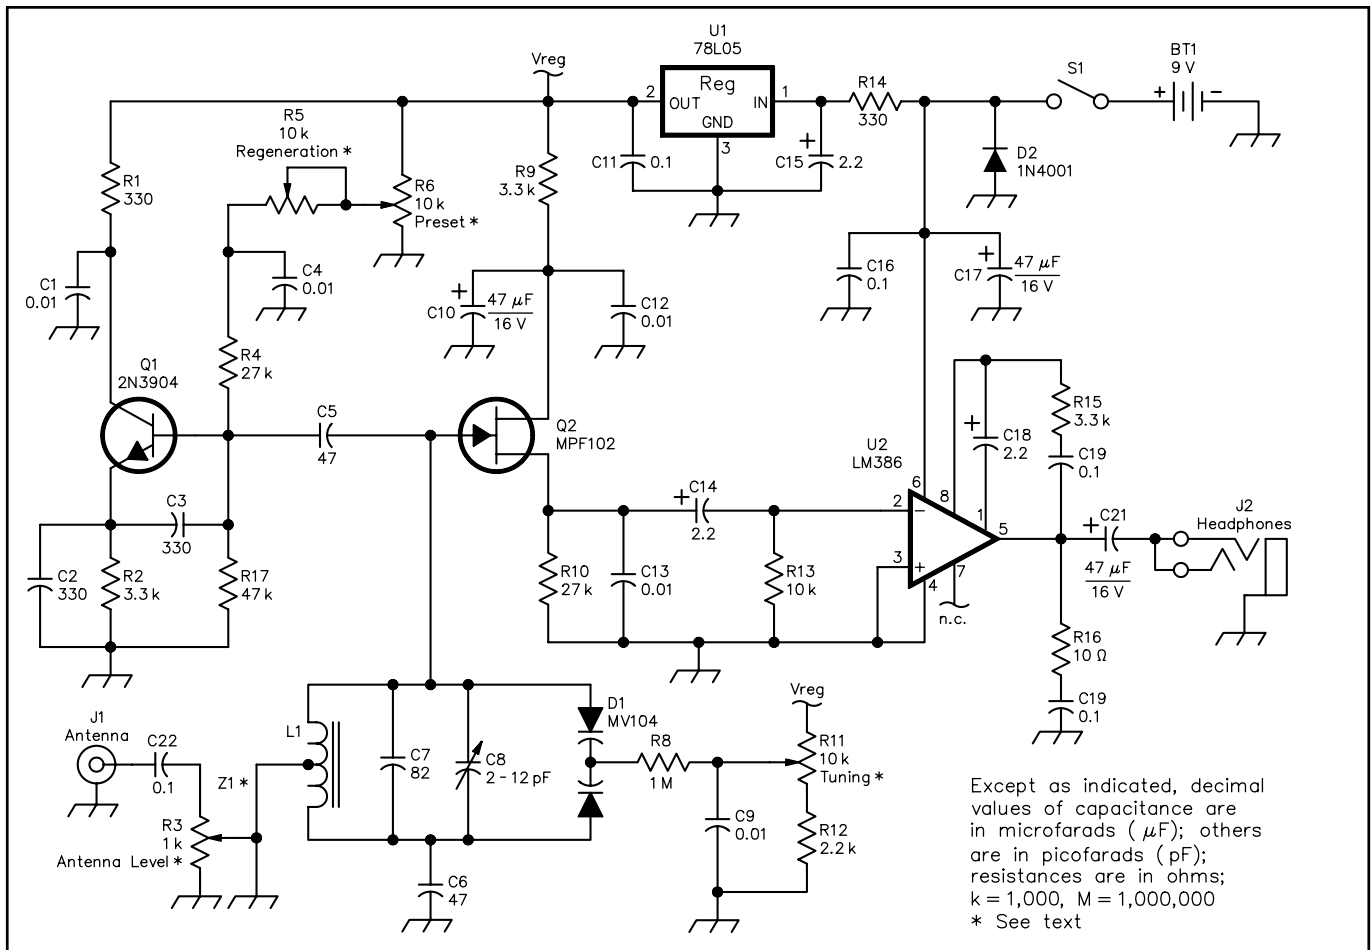 U1
78L05
Vreg
Reg
OUT
IN
GND
2
1
3
R14
330
S1
BT1
9 V
+
-
R5
10 k
Regeneration *
R1
330
R6
10 k
Preset *
R9
3.3 k
C11
0.1
+
C15
2.2
D2
1N4001
C1
0.01
C4
0.01
+
C10
47 μF
16 V
C12
0.01
C16
0.1
+
C17
47 μF
16 V
R4
27 k
Q1
2N3904
C5
47
Q2
MPF102
U2
LM386
R15
3.3 k
+
C18
2.2
C19
0.1
6
8
1
2
-
3
+
4
7
5
n.c.
C3
330
C2
330
R2
3.3 k
R17
47 k
+
C14
2.2
R10
27 k
C13
0.01
R13
10 k
+
C21
47 μF
16 V
J2
Headphones
R16
10 Ω
C19
0.1
J1
Antenna
C22
0.1
Z1 *
L1
R3
1 k
Antenna Level *
C7
82
C8
2 - 12 pF
D1
MV104
R8
1 M
Vreg
R11
10 k
Tuning *
C9
0.01
R12
2.2 k
C6
47
Except as indicated, decimal
values of capacitance are
in microfarads ( μF); others
are in picofarads ( pF);
resistances are in ohms;
k = 1,000, M = 1,000,000
* See text